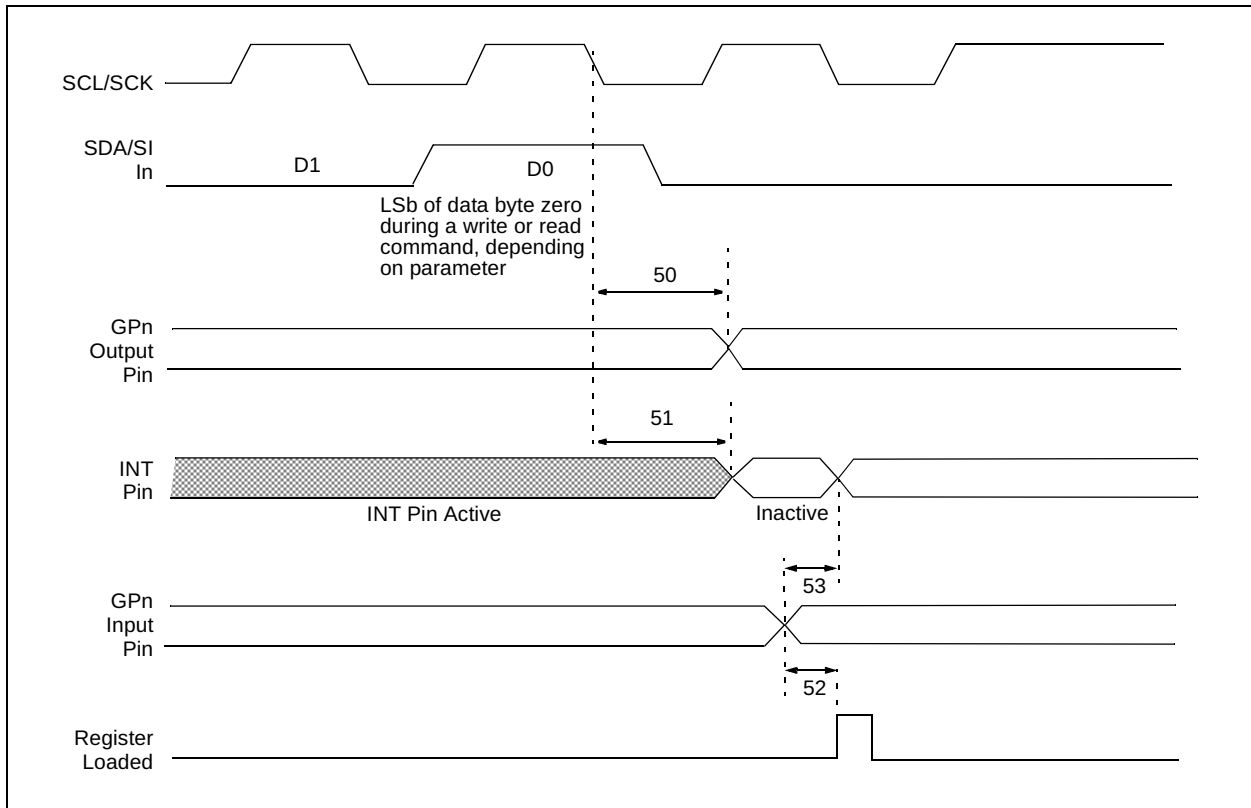 SCL/SCK
SDA/SI
In
D1
D0
LSb of data byte zero
during a write or read
command, depending
on parameter
50
GPn
Output
Pin
51
INT
Pin
INT Pin Active
Inactive
53
GPn
Input
Pin
52
Register
Loaded